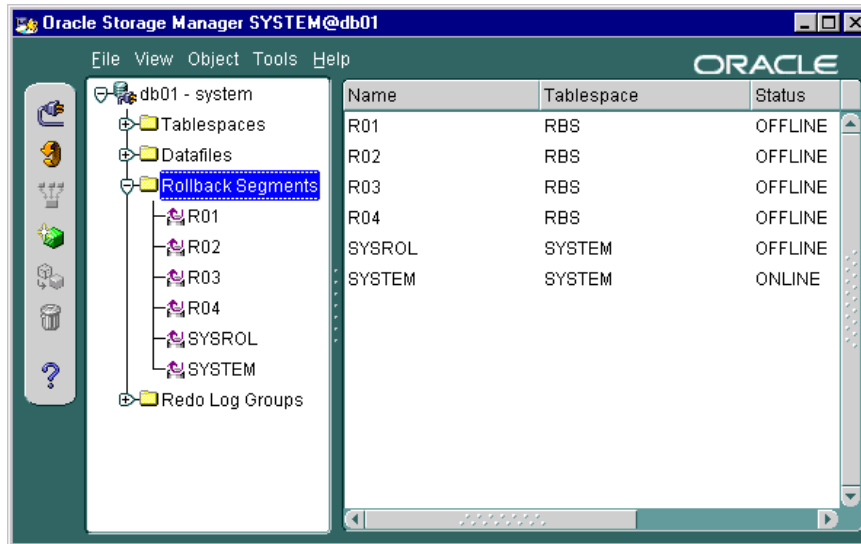 Oracle Storage Manager SYSTEM@db01
File View Object Tools Help
ORACLE
db01 - system
Tablespaces
Datafiles
Rollback Segments
R01
R02
R03
R04
SYSROL
SYSTEM
Redo Log Groups
Name Tablespace Status
R01 RBS OFFLINE
R02 RBS OFFLINE
R03 RBS OFFLINE
R04 RBS OFFLINE
SYSROL SYSTEM OFFLINE
SYSTEM SYSTEM ONLINE